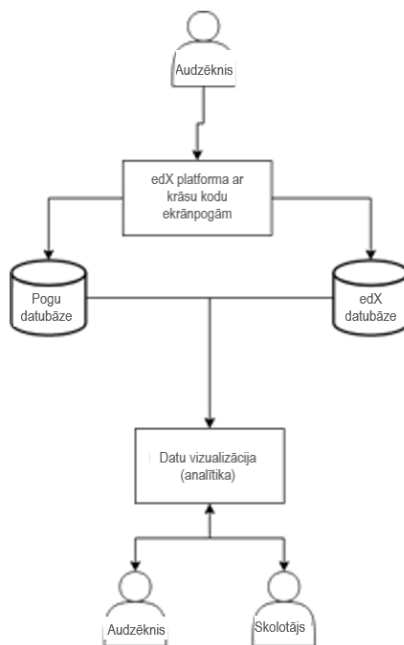 Audzēknis
edX platforma ar
krāsu kodu
ekrānpogām
Pogu
datubāze
edX
datubāze
Datu vizualizācija
(analītika)
Audzēknis
Skolotājs